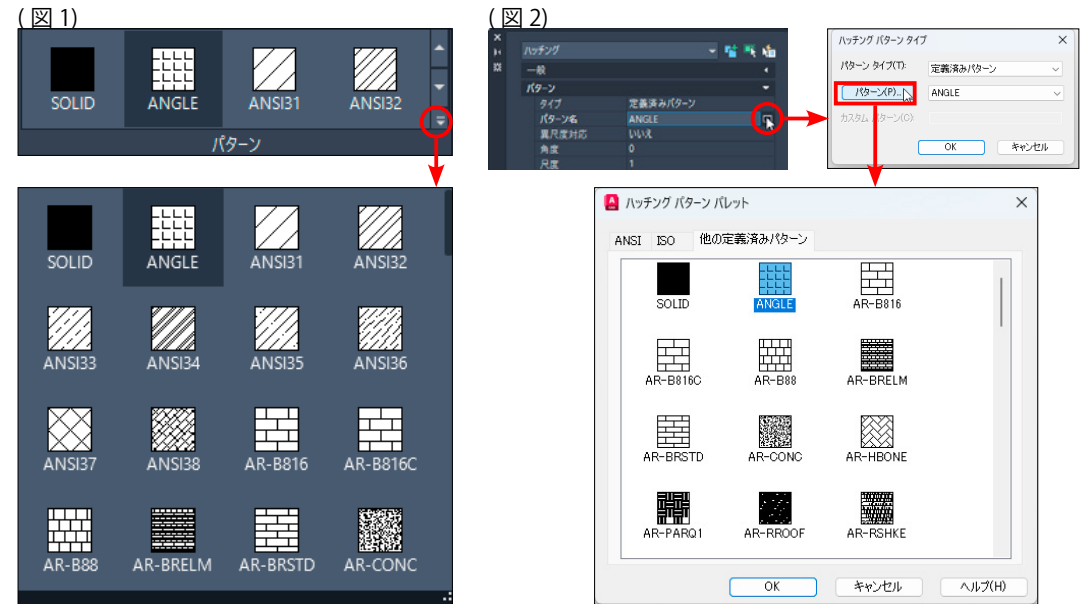 (図 1)
SOLID ANGLE ANSI31 ANSI32
パターン
SOLID ANGLE ANSI31 ANSI32
ANSI33 ANSI34 ANSI35 ANSI36
ANSI37 ANSI38 AR-B816 AR-B816C
AR-B88 AR-BRELM AR-BRSTD AR-CONC
(図 2)
ハッチング
一般
パターン
タイプ 定義済みパターン
パターン名 ANGLE
異尺度対応 いいえ
角度 0
尺度 1
ハッチング パターン タイプ
パターン タイプ(T): 定義済みパターン
パターン(P)... ANGLE
カスタム パターン(C)
OK キャンセル
ハッチング パターン パレット
ANSI ISO 他の定義済みパターン
SOLID ANGLE AR-B816
AR-B816C AR-B88 AR-BRELM
AR-BRSTD AR-CONC AR-HBONE
AR-PARQ1 AR-RROOF AR-RSHKE
OK キャンセル ヘルプ(H)